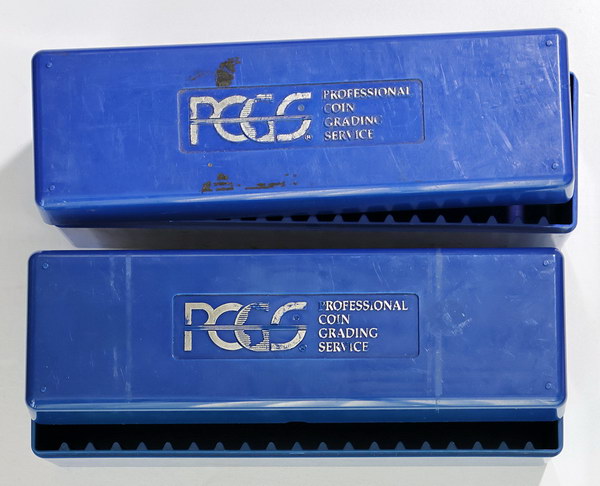 PCGS® PROFESSIONAL
COIN
GRADING
SERVICE
PCGS® PROFESSIONAL
COIN
GRADING
SERVICE